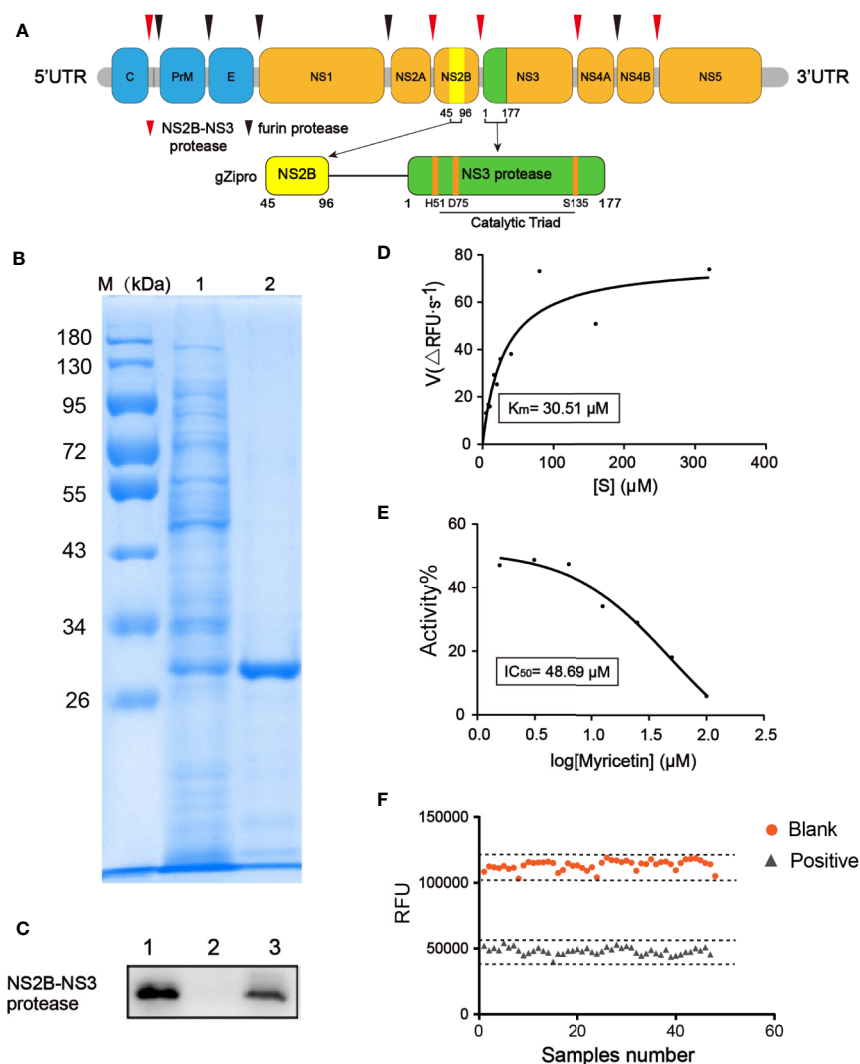 A
5'UTR C PrM E NS1 NS2A NS2B NS3 NS4A NS4B NS5 3'UTR
45 96 1 177
NS2B-NS3 protease
furin protease
gZipro NS2B NS3 protease
45 96 1 H51 D75 S135 177
Catalytic Triad
B
M (kDa) 1 2
180
130
95
72
55
43
34
26
C
1 2 3
NS2B-NS3 protease
D
V(△RFU·s-1)
80
60
40
20
0
Km= 30.51 μM
0 100 200 300 400
[S] (μM)
E
Activity%
60
40
20
0
IC50= 48.69 μM
0.0 0.5 1.0 1.5 2.0 2.5
log[Myricetin] (μM)
F
RFU
150000
100000
50000
0
Blank
Positive
0 20 40 60
Samples number